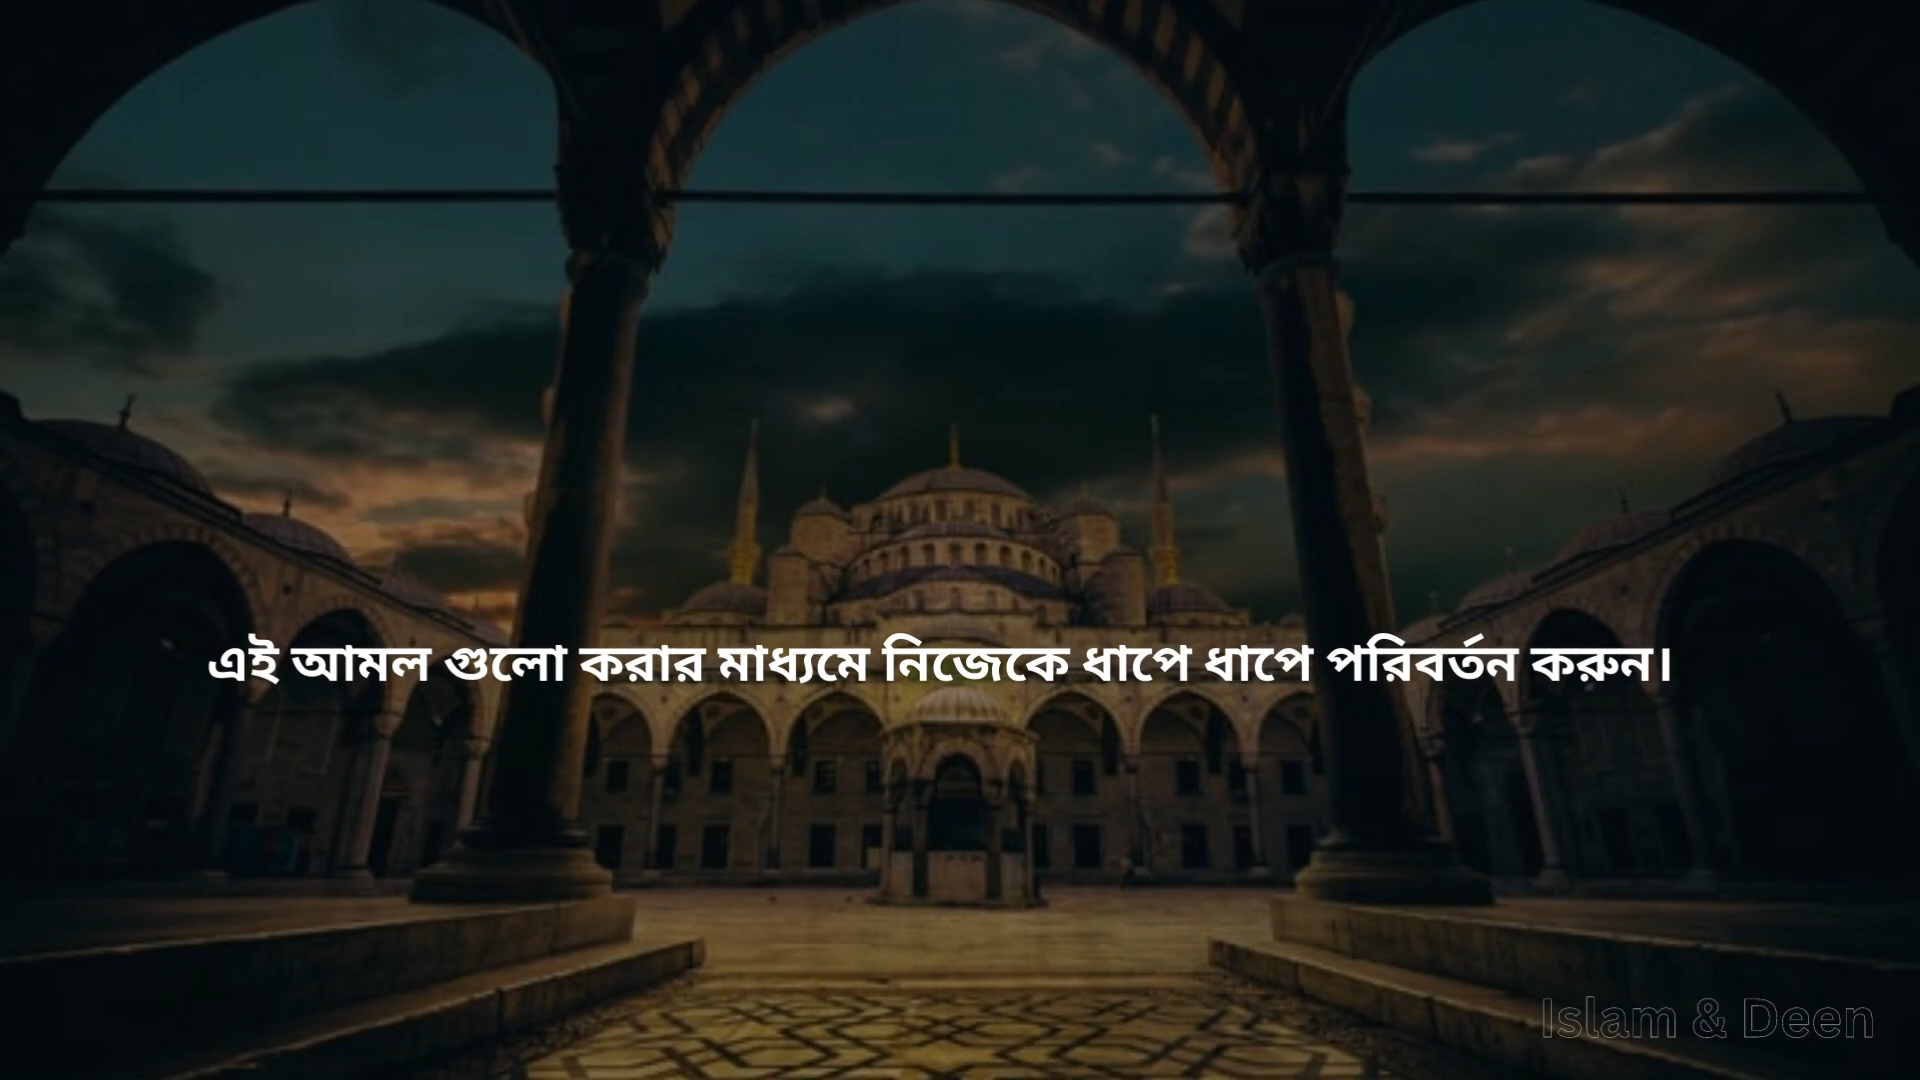 এই আমল গুলো করার মাধ্যমে নিজেকে ধাপে ধাপে পরিবর্তন করুন।
Islam & Deen